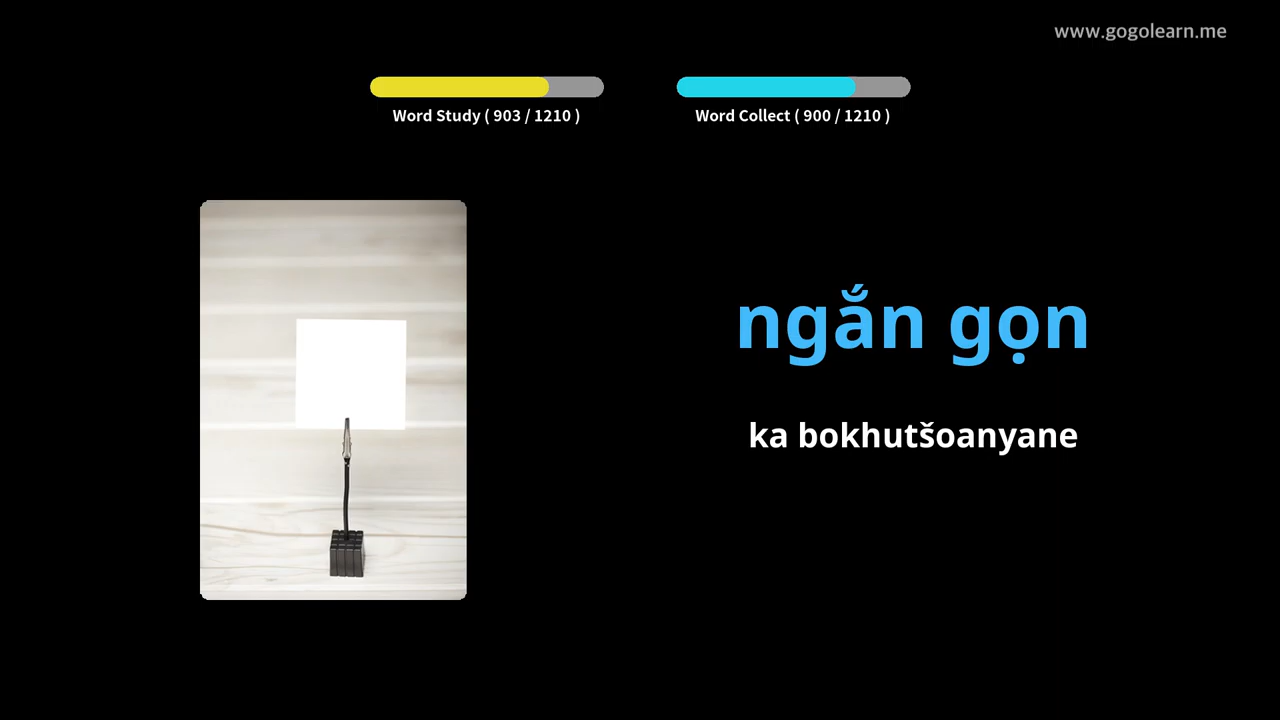 www.gogolearn.me
Word Study ( 903 / 1210 )
Word Collect ( 900 / 1210 )
ngắn gọn
ka bokhutšoanyane